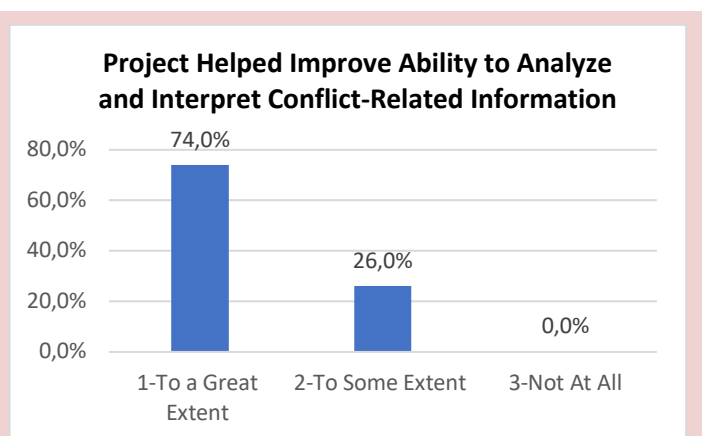 Project Helped Improve Ability to Analyze
and Interpret Conflict-Related Information
80,0%
60,0%
40,0%
20,0%
0,0%
74,0%
26,0%
0,0%
1-To a Great
Extent
2-To Some Extent
3-Not At All